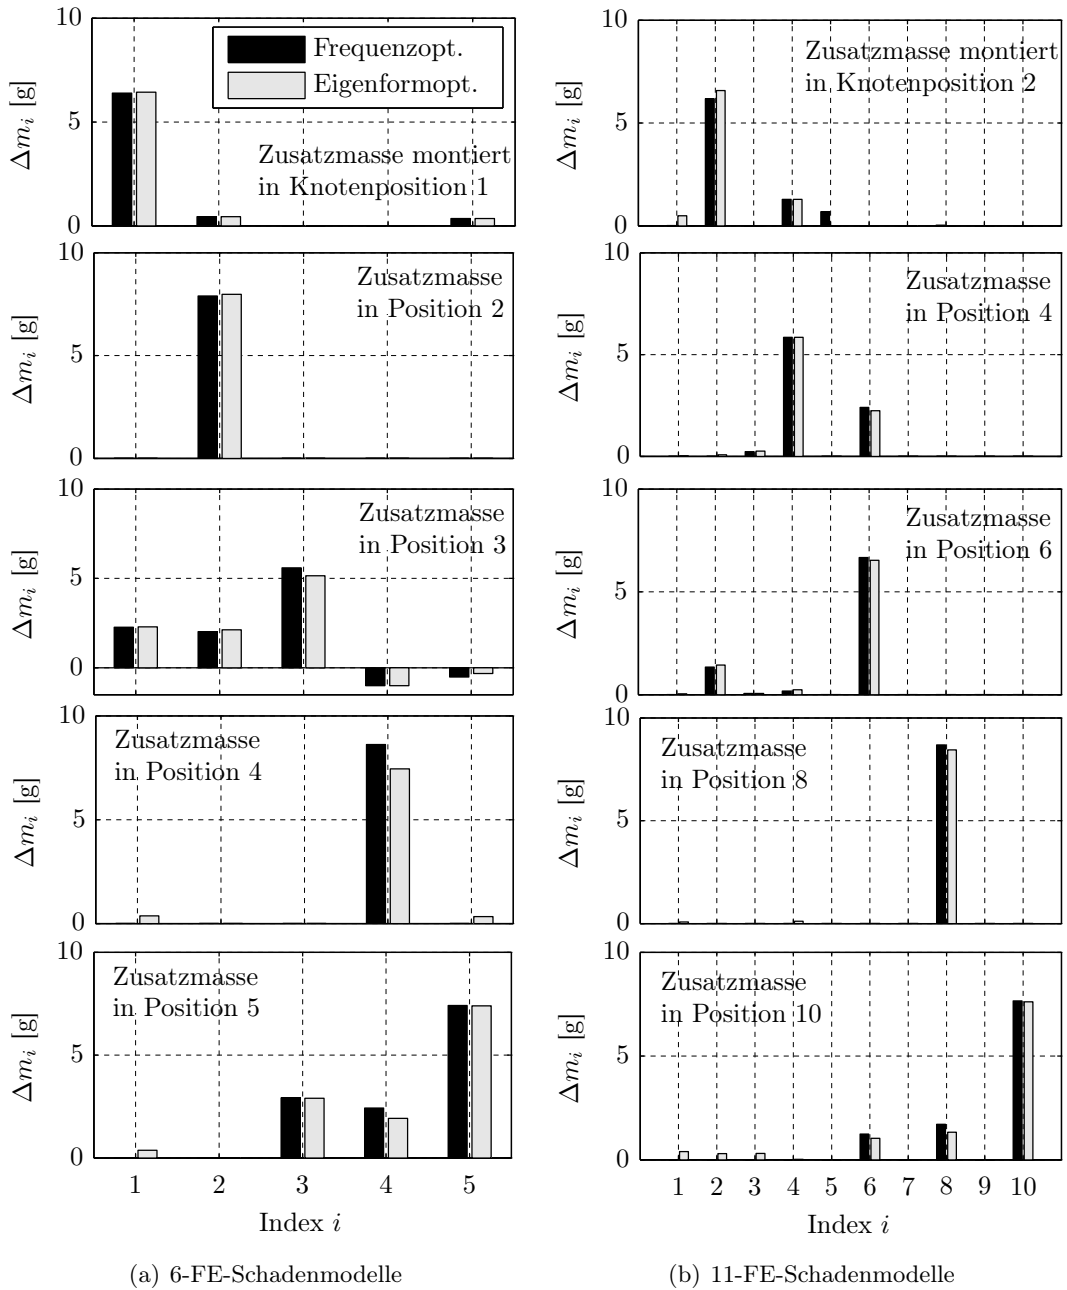 10
5
0
Δm_i [g]
Frequenzopt.
Eigenformopt.
Zusatzmasse montiert
in Knotenposition 1
10
5
0
Δm_i [g]
Zusatzmasse
in Position 2
10
5
0
Δm_i [g]
Zusatzmasse
in Position 3
10
5
0
Δm_i [g]
Zusatzmasse
in Position 4
10
5
0
Δm_i [g]
Zusatzmasse
in Position 5
1 2 3 4 5
Index i
(a) 6-FE-Schadenmodelle
10
5
0
Δm_i [g]
Zusatzmasse montiert
in Knotenposition 2
10
5
0
Δm_i [g]
Zusatzmasse
in Position 4
10
5
0
Δm_i [g]
Zusatzmasse
in Position 6
10
5
0
Δm_i [g]
Zusatzmasse
in Position 8
10
5
0
Δm_i [g]
Zusatzmasse
in Position 10
1 2 3 4 5 6 7 8 9 10
Index i
(b) 11-FE-Schadenmodelle